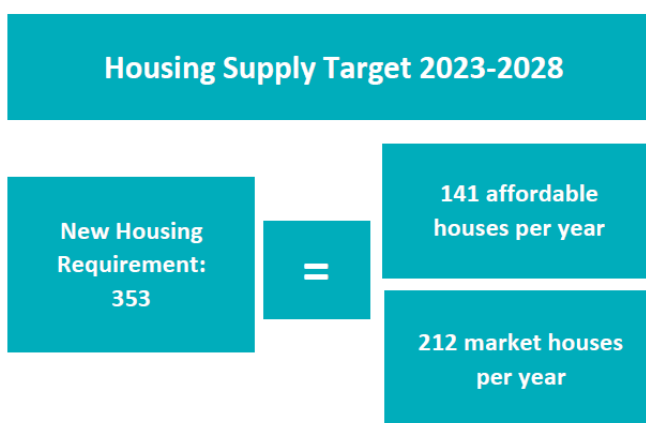 Housing Supply Target 2023-2028
New Housing
Requirement:
353
=
141 affordable
houses per year
212 market houses
per year